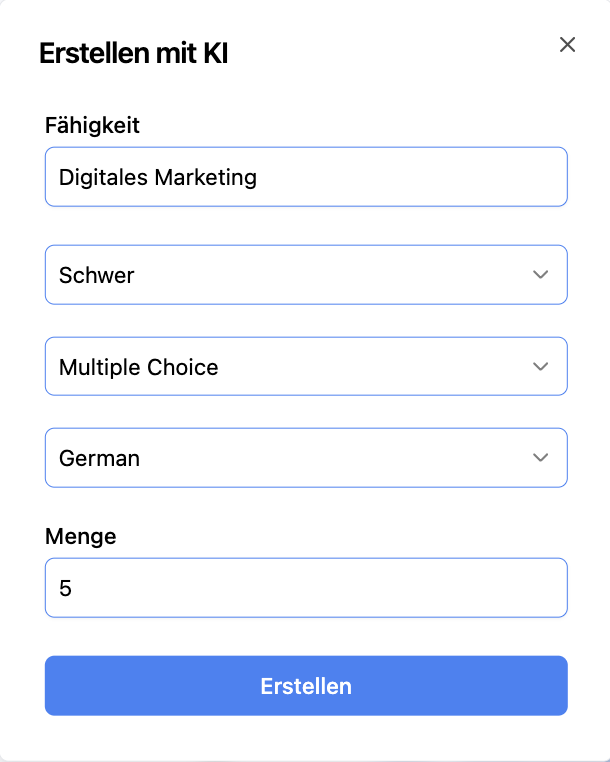 Erstellen mit KI
Fähigkeit
Digitales Marketing
Schwer
Multiple Choice
German
Menge
5
Erstellen